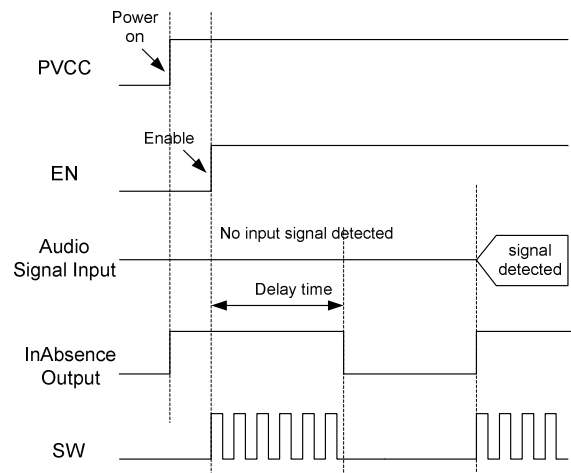 Power
on
PVCC
Enable
EN
No input signal detected
Audio
Signal Input
signal
detected
Delay time
InAbsence
Output
SW